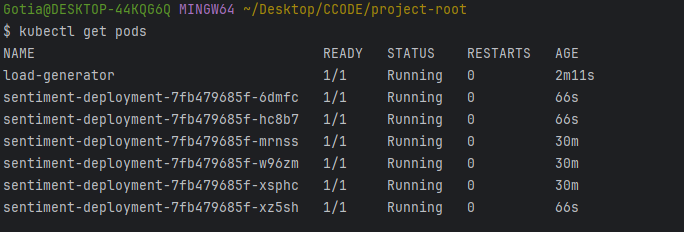 Gotia@DESKTOP-44KQG6Q MINGW64 ~/Desktop/CCODE/project-root
$ kubectl get pods
NAME READY STATUS RESTARTS AGE
load-generator 1/1 Running 0 2m11s
sentiment-deployment-7fb479685f-6dmfc 1/1 Running 0 66s
sentiment-deployment-7fb479685f-hc8b7 1/1 Running 0 66s
sentiment-deployment-7fb479685f-mrnss 1/1 Running 0 30m
sentiment-deployment-7fb479685f-w96zm 1/1 Running 0 30m
sentiment-deployment-7fb479685f-xsphc 1/1 Running 0 30m
sentiment-deployment-7fb479685f-xz5sh 1/1 Running 0 66s